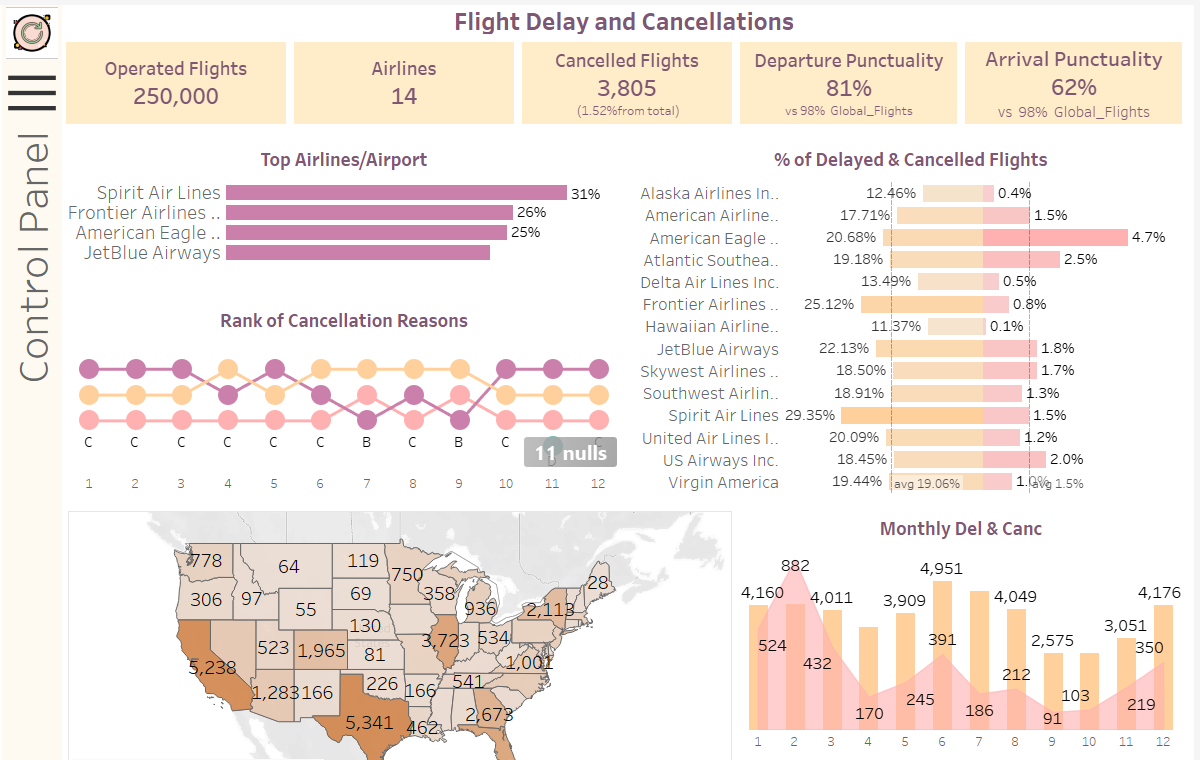 Flight Delay and Cancellations
Control Panel
Operated Flights
250,000
Airlines
14
Cancelled Flights
3,805
(1.52%from total)
Departure Punctuality
81%
vs 98% Global_Flights
Arrival Punctuality
62%
vs 98% Global_Flights
Top Airlines/Airport
Spirit Air Lines 31%
Frontier Airlines .. 26%
American Eagle .. 25%
JetBlue Airways
Rank of Cancellation Reasons
C C C C C C B C B C C
11 nulls
1 2 3 4 5 6 7 8 9 10 11 12
% of Delayed & Cancelled Flights
Alaska Airlines In.. 12.46% 0.4%
American Airline.. 17.71% 1.5%
American Eagle .. 20.68% 4.7%
Atlantic Southea.. 19.18% 2.5%
Delta Air Lines Inc. 13.49% 0.5%
Frontier Airlines .. 25.12% 0.8%
Hawaiian Airline.. 11.37% 0.1%
JetBlue Airways 22.13% 1.8%
Skywest Airlines .. 18.50% 1.7%
Southwest Airlin.. 18.91% 1.3%
Spirit Air Lines 29.35% 1.5%
United Air Lines I.. 20.09% 1.2%
US Airways Inc. 18.45% 2.0%
Virgin America 19.44% avg 19.06% 1.0% avg 1.5%
778 64 119 750 28
306 97 55 69 358 936 2,113
130
5,238 523 1,965 81 3,723 534 1,001
1,283 166 226 166 541
5,341 462 2,673
Monthly Del & Canc
882 4,951
4,160 4,011 3,909 4,049 4,176
2,575 3,051
524 432 391 350
170 245 186 212 91 103 219
1 2 3 4 5 6 7 8 9 10 11 12